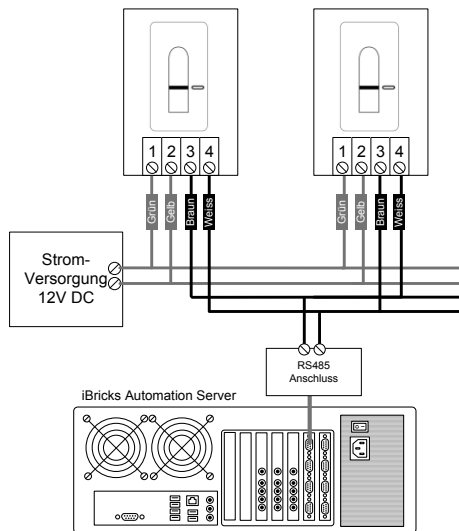 1 2 3 4
1 2 3 4
Grün
Gelb
Braun
Weiss
Grün
Gelb
Braun
Weiss
Strom-
Versorgung
12V DC
RS485
Anschluss
iBricks Automation Server